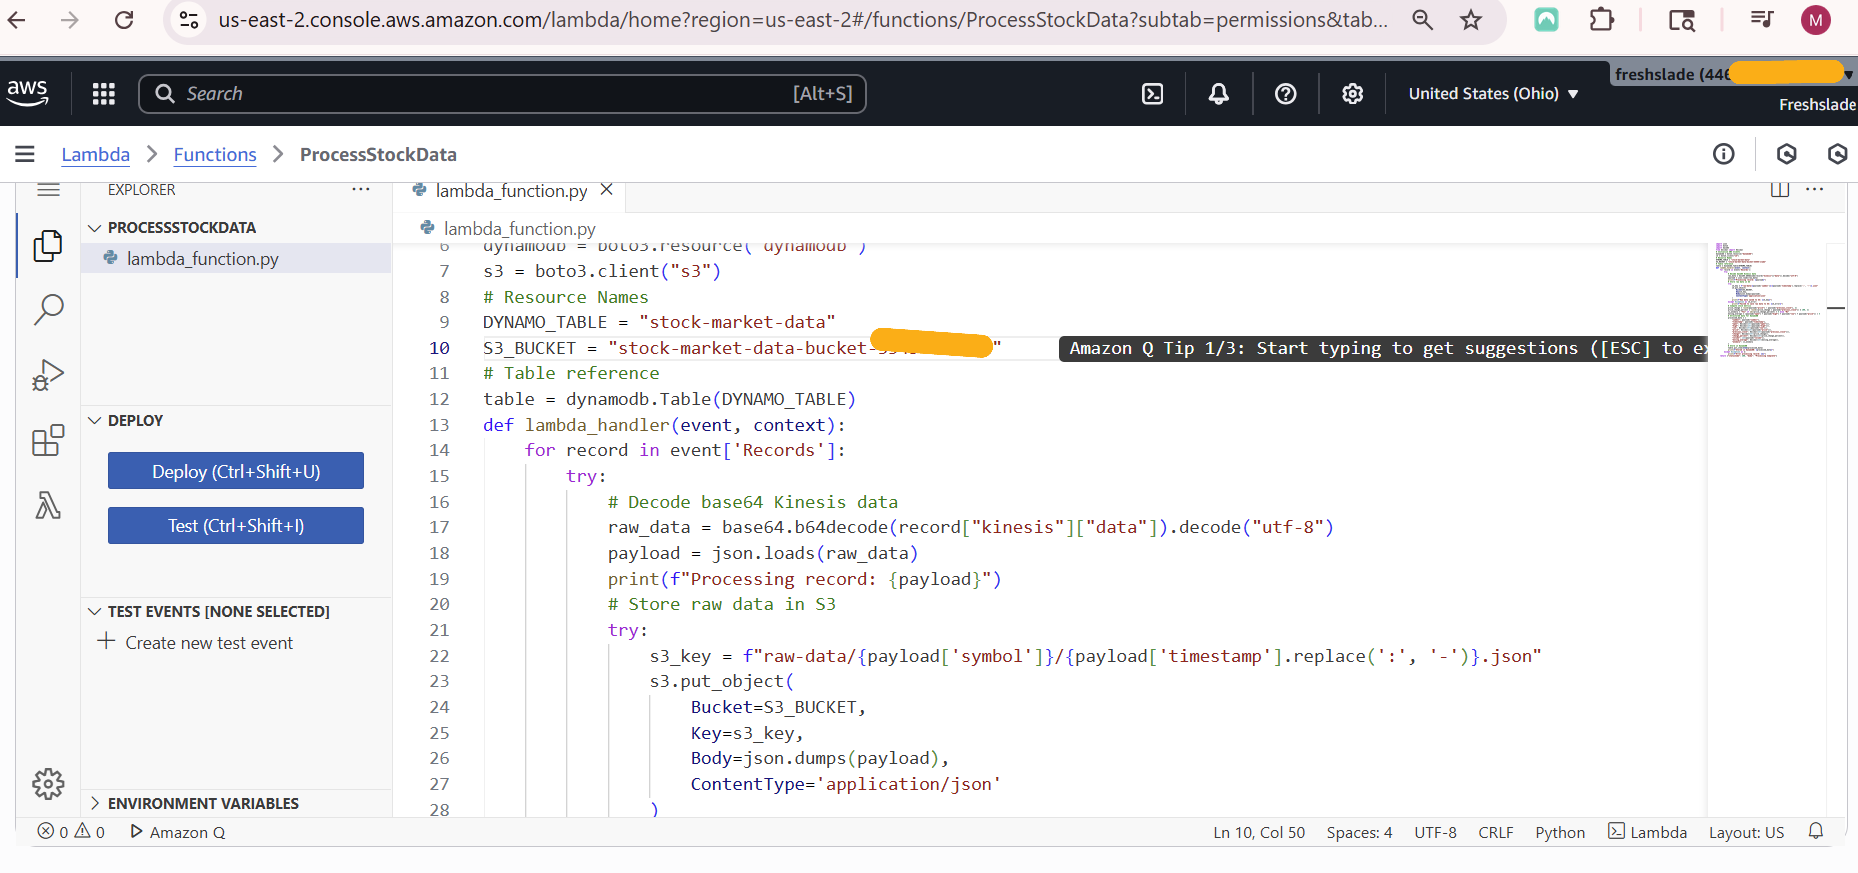 us-east-2.console.aws.amazon.com/lambda/home?region=us-east-2#/functions/ProcessStockData?subtab=permissions&tab...
M
aws
Search
[Alt+S]
United States (Ohio)
freshslade (446
Freshslade
Lambda > Functions > ProcessStockData
EXPLORER
PROCESSSTOCKDATA
lambda_function.py
DEPLOY
Deploy (Ctrl+Shift+U)
Test (Ctrl+Shift+I)
TEST EVENTS [NONE SELECTED]
+ Create new test event
ENVIRONMENT VARIABLES
lambda_function.py
lambda_function.py
6 dynamodb = boto3.resource("dynamodb")
7 s3 = boto3.client("s3")
8 # Resource Names
9 DYNAMO_TABLE = "stock-market-data"
10 S3_BUCKET = "stock-market-data-bucket- "
Amazon Q Tip 1/3: Start typing to get suggestions ([ESC] to ex
11 # Table reference
12 table = dynamodb.Table(DYNAMO_TABLE)
13 def lambda_handler(event, context):
14 for record in event['Records']:
15 try:
16 # Decode base64 Kinesis data
17 raw_data = base64.b64decode(record["kinesis"]["data"]).decode("utf-8")
18 payload = json.loads(raw_data)
19 print(f"Processing record: {payload}")
20 # Store raw data in S3
21 try:
22 s3_key = f"raw-data/{payload['symbol']}/{payload['timestamp'].replace(':', '-')}.json"
23 s3.put_object(
24 Bucket=S3_BUCKET,
25 Key=s3_key,
26 Body=json.dumps(payload),
27 ContentType='application/json'
28 )
0 0 Amazon Q
Ln 10, Col 50 Spaces: 4 UTF-8 CRLF Python Lambda Layout: US